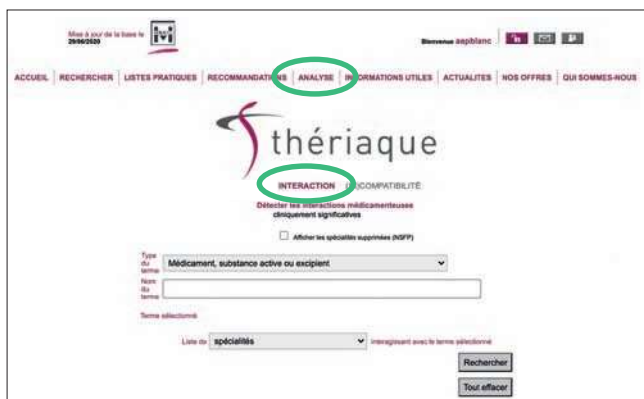 Mise à jour de la base le
29/06/2020
Bienvenue aepblanc
ACCUEIL RECHERCHER LISTES PRATIQUES RECOMMANDATIONS ANALYSE INFORMATIONS UTILES ACTUALITES NOS OFFRES QUI SOMMES-NOUS
thériaque
INTERACTION (IN)COMPATIBILITÉ
Détecter les interactions médicamenteuses
cliniquement significatives
Afficher les spécialités supprimées (NSFP)
Type du terme
Médicament, substance active ou excipient
Nom du terme
Terme sélectionné
Liste de spécialités interagissant avec le terme sélectionné
Rechercher
Tout effacer